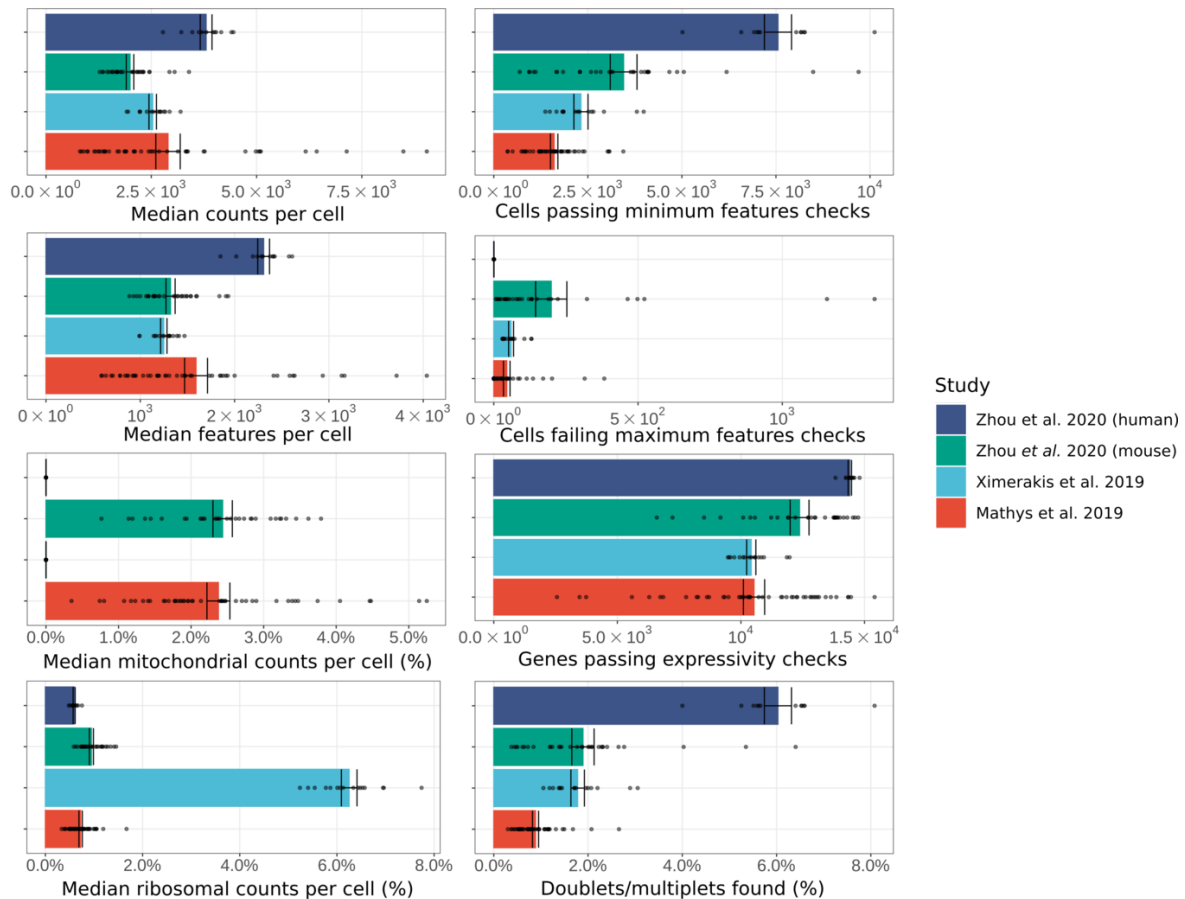 0.0 × 10⁰ 2.5 × 10³ 5.0 × 10³ 7.5 × 10³
Median counts per cell
0.0 × 10⁰ 2.5 × 10³ 5.0 × 10³ 7.5 × 10³ 10⁴
Cells passing minimum features checks
0 × 10⁰ 10³ 2 × 10³ 3 × 10³ 4 × 10³
Median features per cell
0 × 10⁰ 5 × 10² 10³
Cells failing maximum features checks
0.0% 1.0% 2.0% 3.0% 4.0% 5.0%
Median mitochondrial counts per cell (%)
0.0 × 10⁰ 5.0 × 10³ 10⁴ 1.5 × 10⁴
Genes passing expressivity checks
0.0% 2.0% 4.0% 6.0% 8.0%
Median ribosomal counts per cell (%)
0.0% 2.0% 4.0% 6.0% 8.0%
Doublets/multiplets found (%)
Study
Zhou et al. 2020 (human)
Zhou et al. 2020 (mouse)
Ximerakis et al. 2019
Mathys et al. 2019